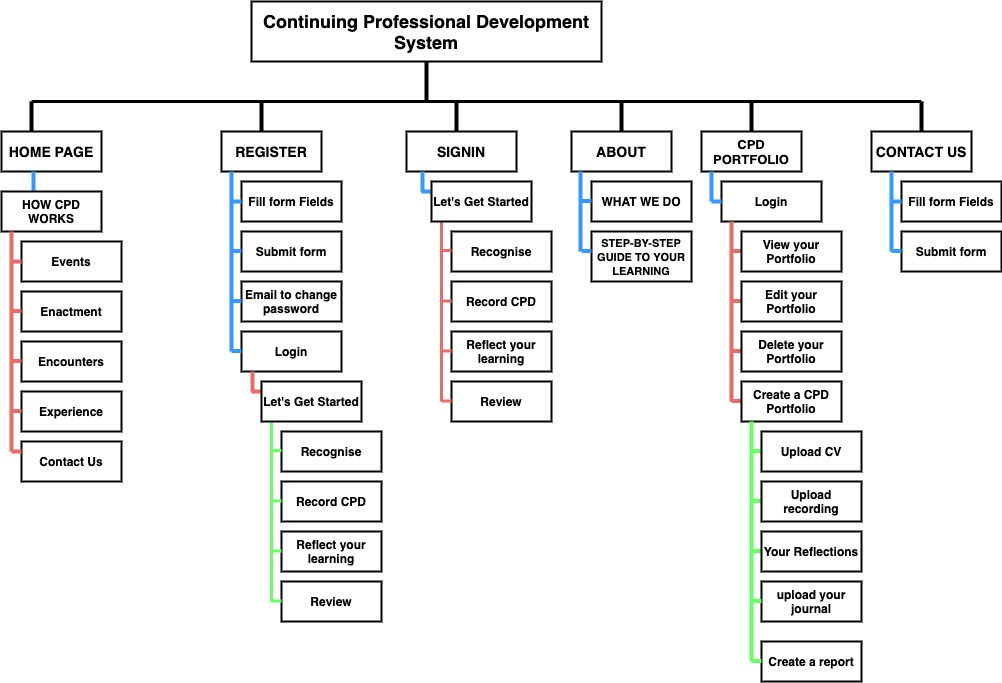 Continuing Professional Development
System
HOME PAGE
HOW CPD
WORKS
Events
Enactment
Encounters
Experience
Contact Us
REGISTER
Fill form Fields
Submit form
Email to change
password
Login
Let's Get Started
Recognise
Record CPD
Reflect your
learning
Review
SIGNIN
Let's Get Started
Recognise
Record CPD
Reflect your
learning
Review
ABOUT
WHAT WE DO
STEP-BY-STEP
GUIDE TO YOUR
LEARNING
CPD
PORTFOLIO
Login
View your
Portfolio
Edit your
Portfolio
Delete your
Portfolio
Create a CPD
Portfolio
Upload CV
Upload
recording
Your Reflections
upload your
journal
Create a report
CONTACT US
Fill form Fields
Submit form